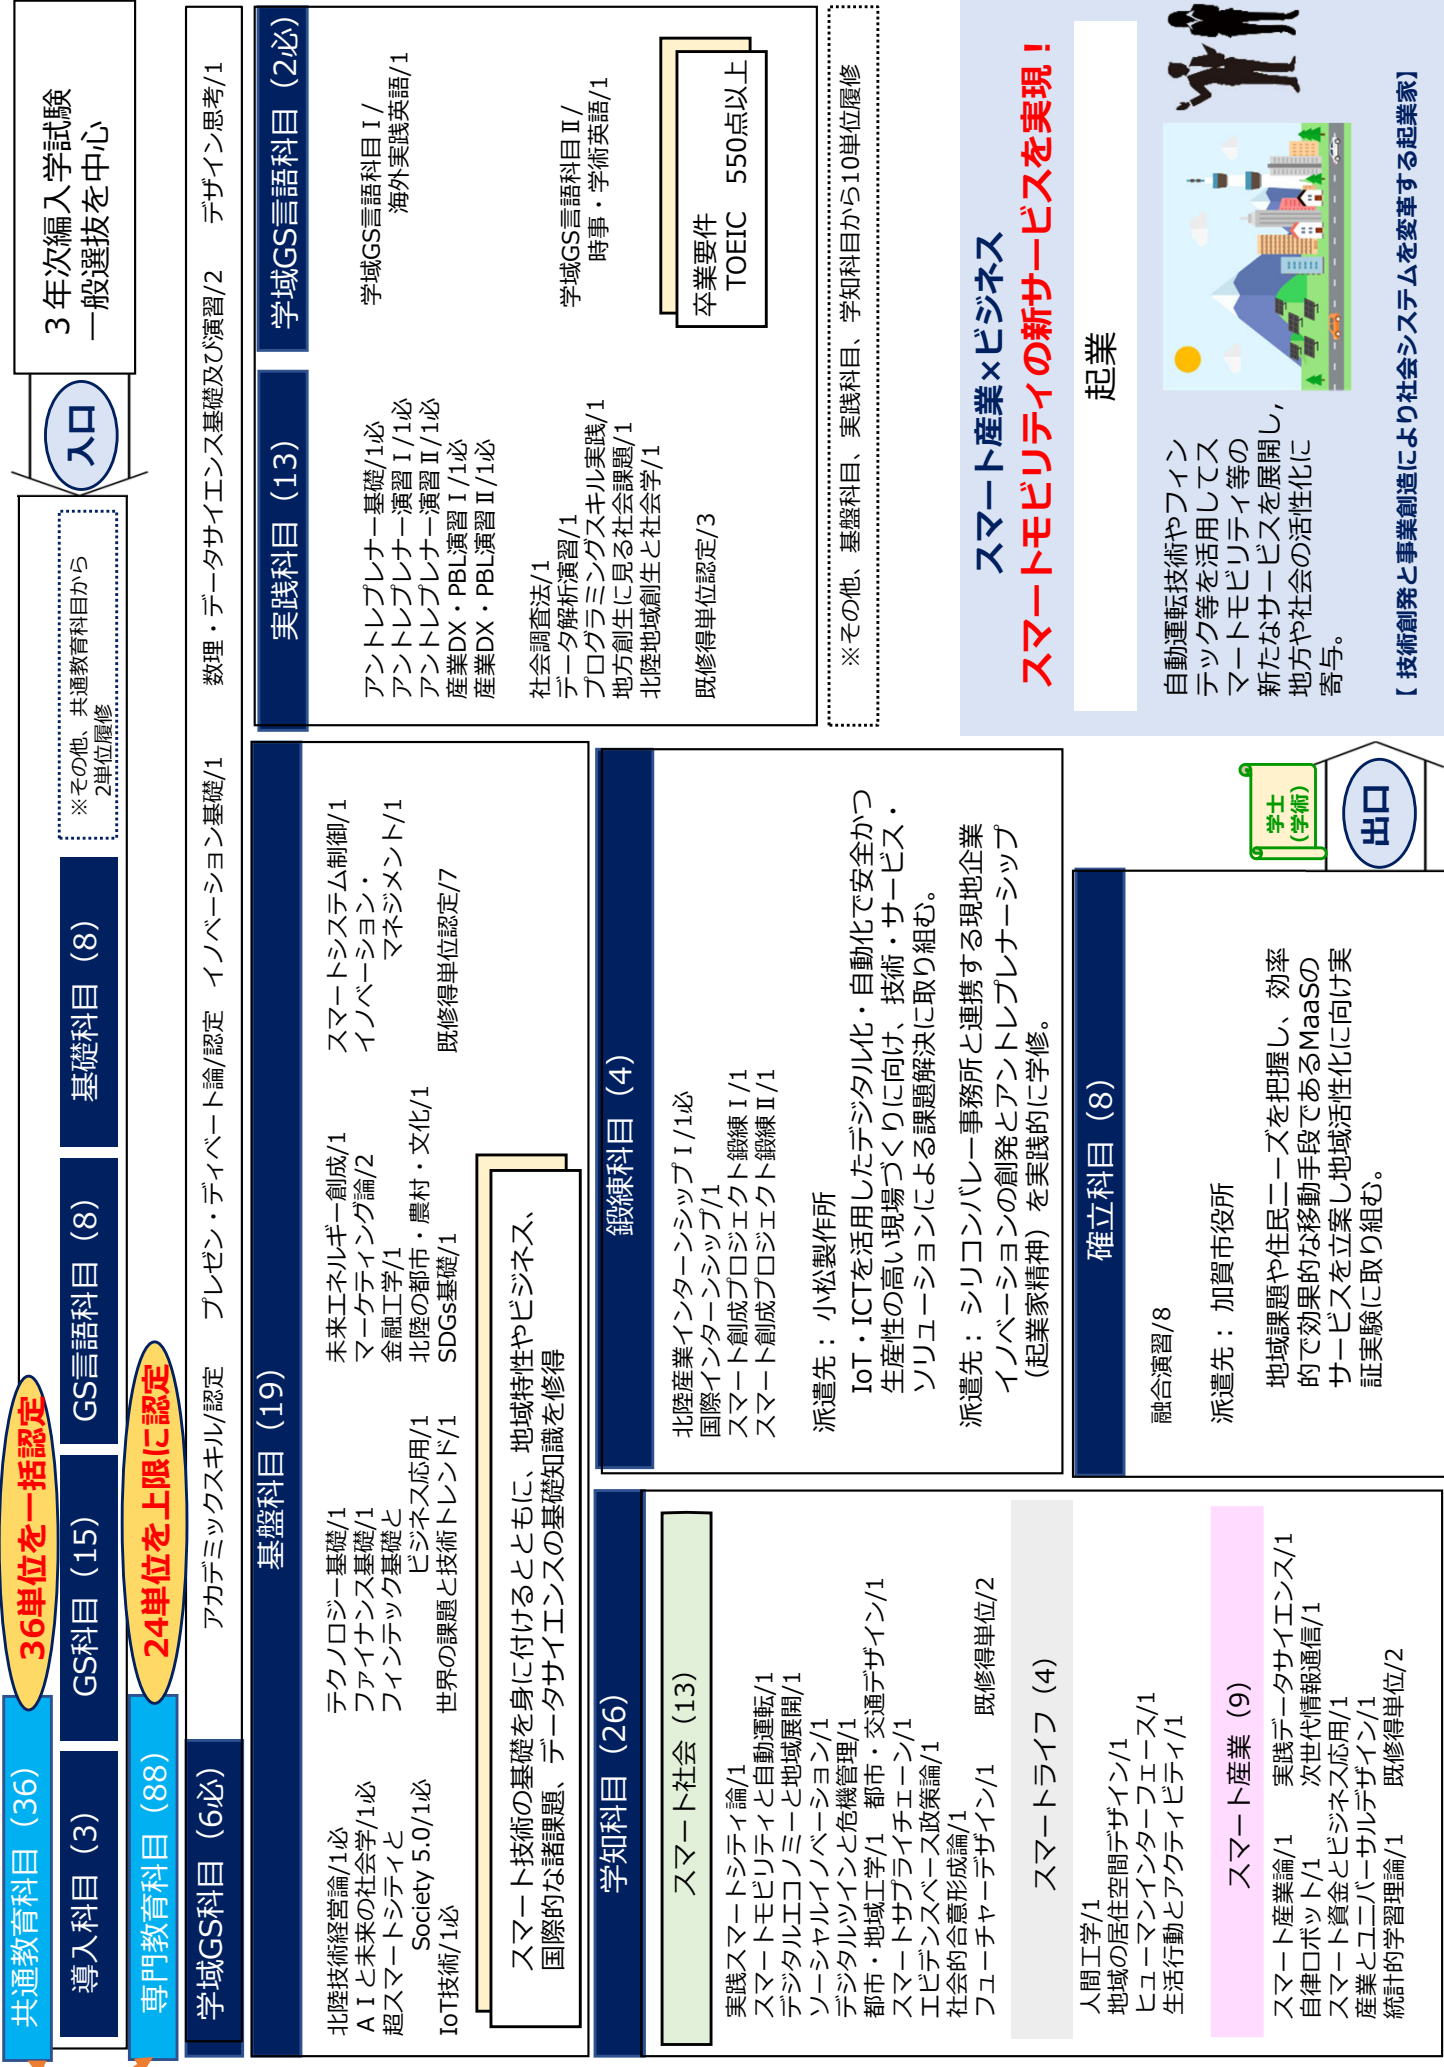 3年次編入学試験
一般選抜を中心
入口
共通教育科目（36）
36単位を一括認定
導入科目（3）
GS科目（15）
GS言語科目（8）
基礎科目（8）
※その他、共通教育科目から
2単位履修
専門教育科目（88）
24単位を上限に認定
学域GS科目（6必）
アカデミックスキル/認定
プレゼン・ディベート論/認定
イノベーション基礎/1
数理・データサイエンス基礎及び演習/2
デザイン思考/1
基盤科目（19）
北陸技術経営論/1必
AIと未来の社会学/1必
超スマートシティと
Society 5.0/1必
IoT技術/1必
テクノロジー基礎/1
ファイナンス基礎/1
フィンテック基礎と
ビジネス応用/1
世界の課題と技術トレンド/1
未来エネルギー創成/1
マーケティング論/2
金融工学/1
北陸の都市・農村・文化/1
SDGs基礎/1
スマートシステム制御/1
イノベーション・
マネジメント/1
既修得単位認定/7
スマート技術の基礎を身に付けるとともに、地域特性やビジネス、
国際的な諸課題、データサイエンスの基礎知識を修得
実践科目（13）
アントレプレナー基礎/1必
アントレプレナー演習Ⅰ/1必
アントレプレナー演習Ⅱ/1必
産業DX・PBL演習Ⅰ/1必
産業DX・PBL演習Ⅱ/1必
社会調査法/1
データ解析演習/1
プログラミングスキル実践/1
地方創生に見る社会課題/1
北陸地域創生と社会学/1
既修得単位認定/3
学域GS言語科目（2必）
学域GS言語科目Ⅰ/
海外実践英語/1
学域GS言語科目Ⅱ/
時事・学術英語/1
卒業要件
TOEIC 550点以上
※その他、基盤科目、実践科目、学知科目から10単位履修
学知科目（26）
スマート社会（13）
実践スマートシティ論/1
スマートモビリティと自動運転/1
デジタルエコノミーと地域展開/1
ソーシャルイノベーション/1
デジタルツインと危機管理/1
都市・地域工学/1 都市・交通デザイン/1
スマートサプライチェーン/1
エビデンスベース政策論/1
社会的合意形成論/1
フューチャーデザイン/1 既修得単位/2
スマートライフ（4）
人間工学/1
地域の居住空間デザイン/1
ヒューマンインターフェース/1
生活行動とアクティビティ/1
スマート産業（9）
スマート産業論/1 実践データサイエンス/1
自律ロボット/1 次世代情報通信/1
スマート資金とビジネス応用/1
産業とユニバーサルデザイン/1
統計的学習理論/1 既修得単位/2
鍛練科目（4）
北陸産業インターンシップⅠ/1必
国際インターンシップ/1
スマート創成プロジェクト鍛練Ⅰ/1
スマート創成プロジェクト鍛練Ⅱ/1
派遣先：小松製作所
IoT・ICTを活用したデジタル化・自動化で安全かつ
生産性の高い現場づくりに向け、技術・サービス・
ソリューションによる課題解決に取り組む。
派遣先：シリコンバレー事務所と連携する現地企業
イノベーションの創発とアントレプレナーシップ
（起業家精神）を実践的に学修。
確立科目（8）
融合演習/8
派遣先：加賀市役所
地域課題や住民ニーズを把握し、効率
的で効果的な移動手段であるMaaSの
サービスを立案し地域活性化に向け実
証実験に取り組む。
学士
（学術）
出口
スマート産業×ビジネス
スマートモビリティの新サービスを実現！
起業
自動運転技術やフィン
テック等を活用してス
マートモビリティ等の
新たなサービスを展開し,
地方や社会の活性化に
寄与。
【 技術創発と事業創造により社会システムを変革する起業家】